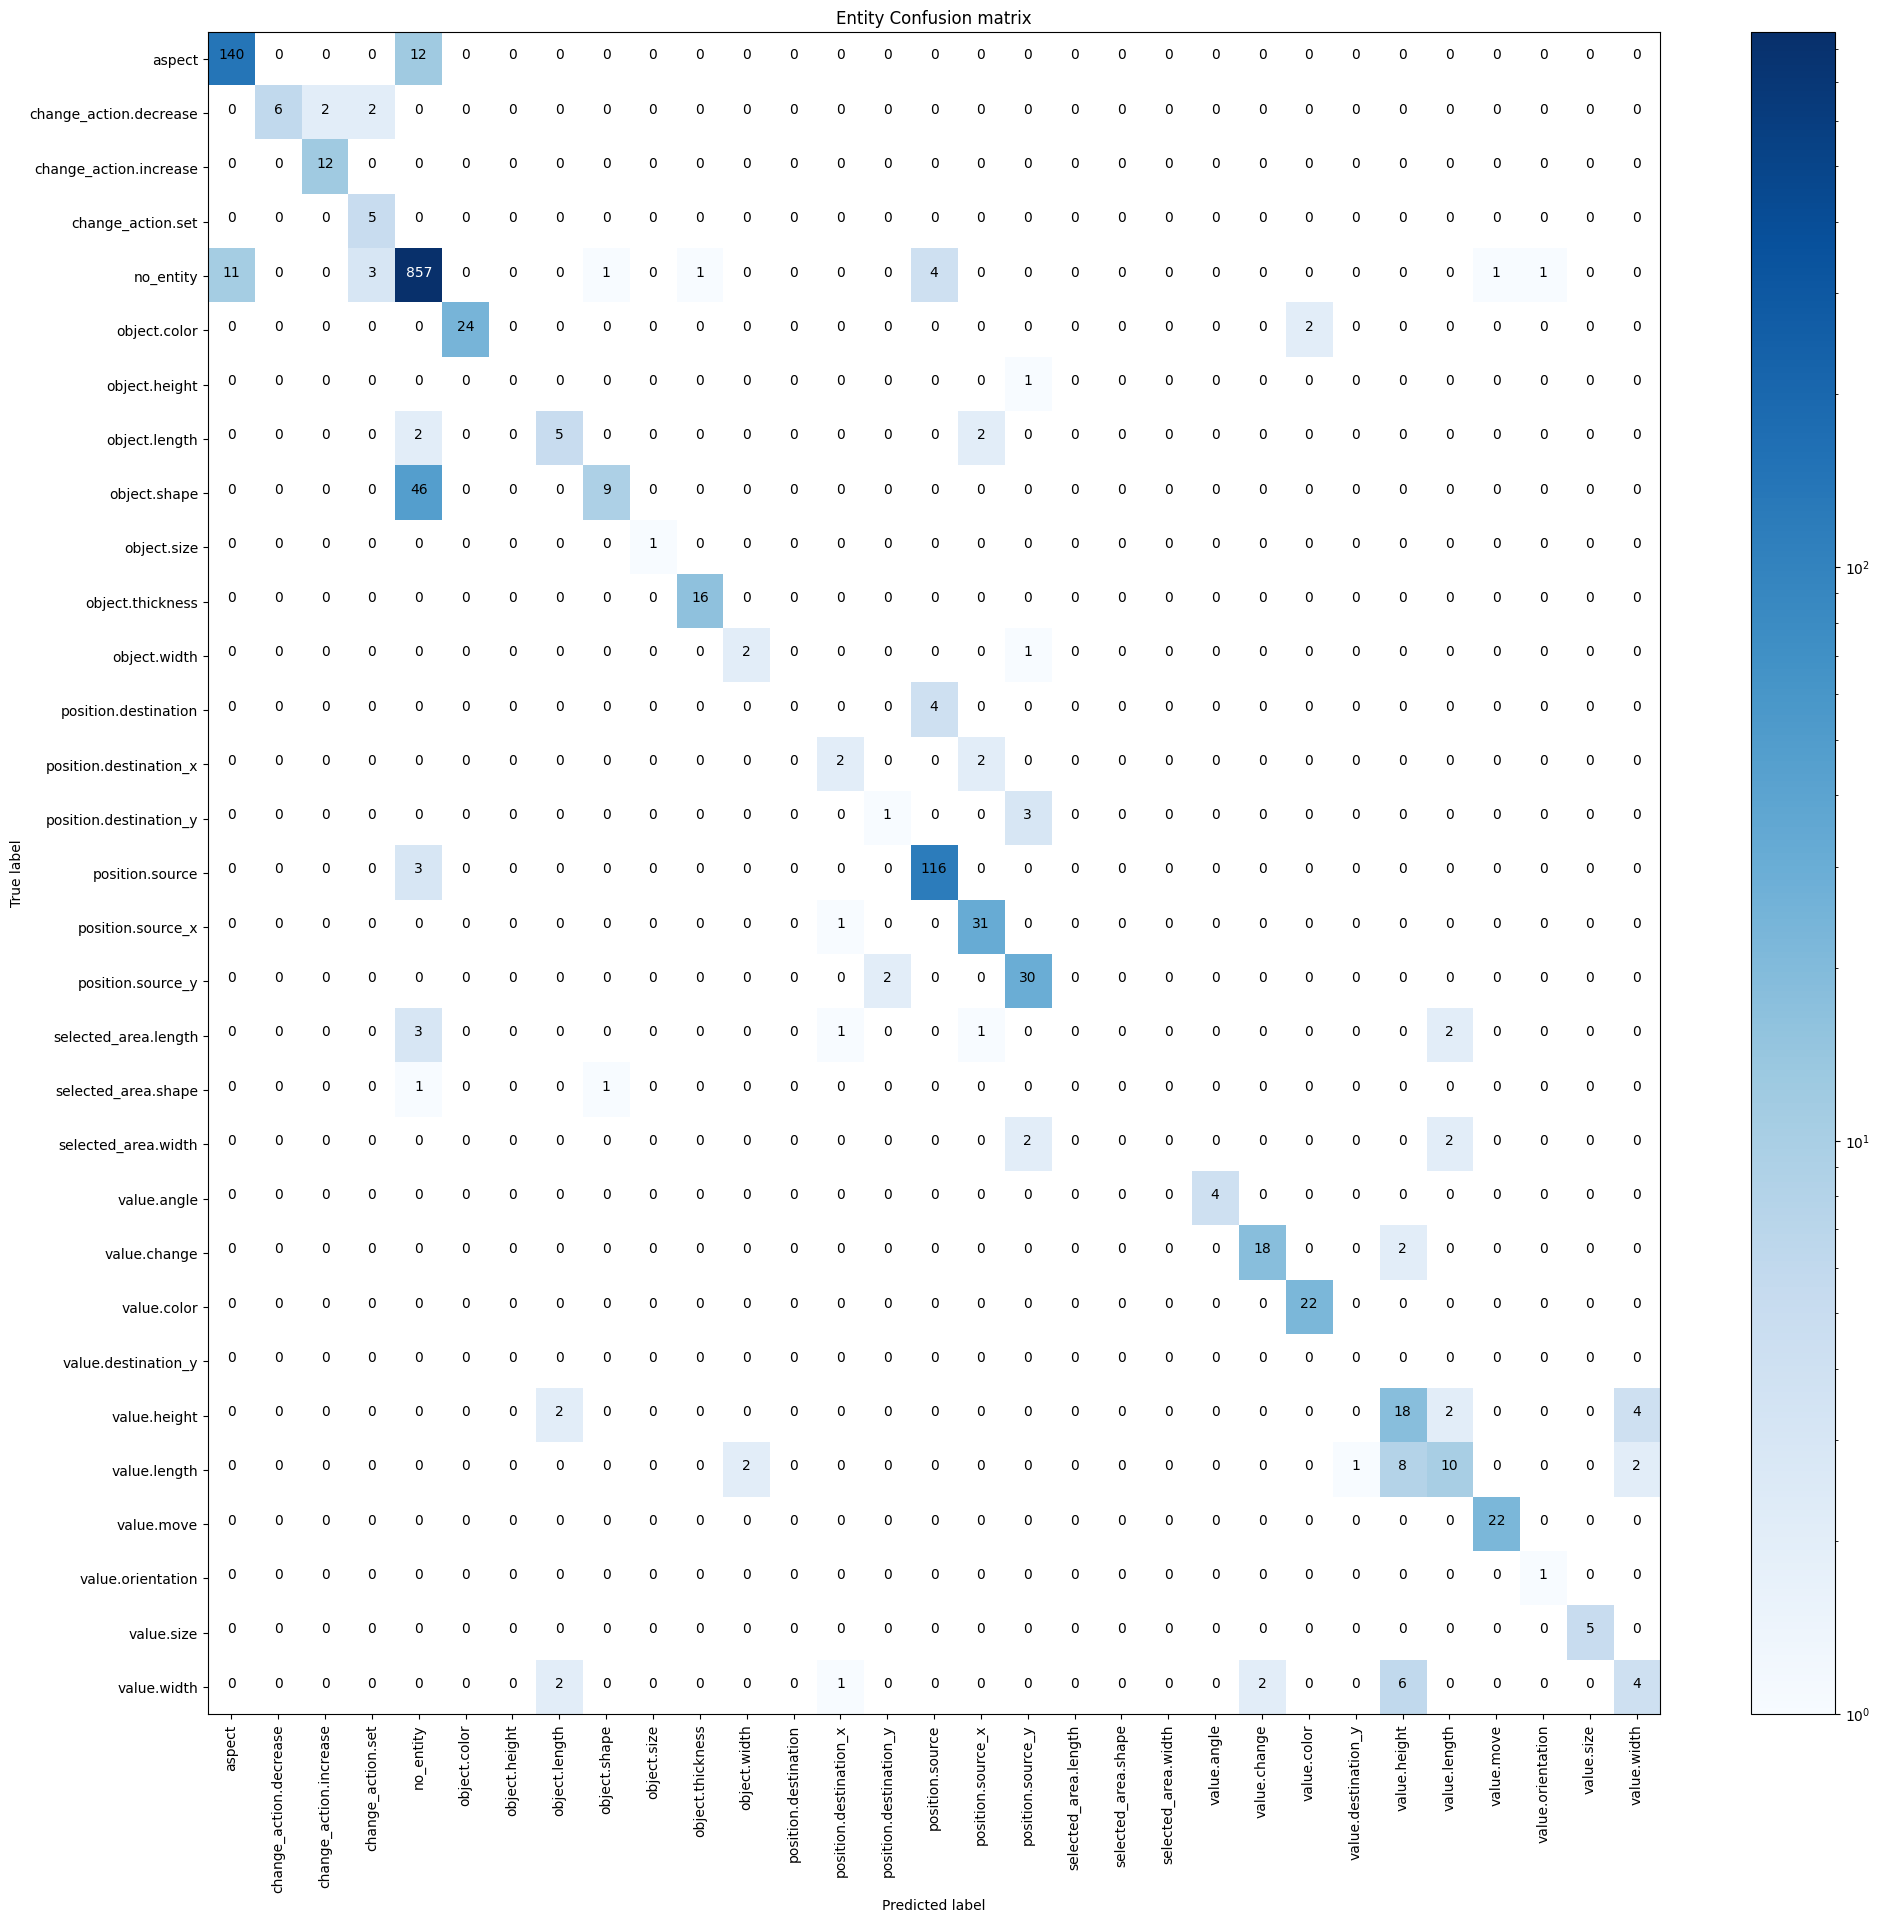 Entity Confusion matrix
aspect 140 0 0 0 12 0 0 0 0 0 0 0 0 0 0 0 0 0 0 0 0 0 0 0 0 0 0 0 0 0 0
change_action.decrease 0 6 2 2 0 0 0 0 0 0 0 0 0 0 0 0 0 0 0 0 0 0 0 0 0 0 0 0 0 0 0
change_action.increase 0 0 12 0 0 0 0 0 0 0 0 0 0 0 0 0 0 0 0 0 0 0 0 0 0 0 0 0 0 0 0
change_action.set 0 0 0 5 0 0 0 0 0 0 0 0 0 0 0 0 0 0 0 0 0 0 0 0 0 0 0 0 0 0 0
no_entity 11 0 0 3 857 0 0 0 1 0 1 0 0 0 0 4 0 0 0 0 0 0 0 0 0 0 0 1 1 0 0
object.color 0 0 0 0 0 24 0 0 0 0 0 0 0 0 0 0 0 0 0 0 0 0 0 2 0 0 0 0 0 0 0
object.height 0 0 0 0 0 0 0 0 0 0 0 0 0 0 0 0 0 1 0 0 0 0 0 0 0 0 0 0 0 0 0
object.length 0 0 0 0 2 0 0 5 0 0 0 0 0 0 0 0 2 0 0 0 0 0 0 0 0 0 0 0 0 0 0
object.shape 0 0 0 0 46 0 0 0 9 0 0 0 0 0 0 0 0 0 0 0 0 0 0 0 0 0 0 0 0 0 0
object.size 0 0 0 0 0 0 0 0 0 1 0 0 0 0 0 0 0 0 0 0 0 0 0 0 0 0 0 0 0 0 0
object.thickness 0 0 0 0 0 0 0 0 0 0 16 0 0 0 0 0 0 0 0 0 0 0 0 0 0 0 0 0 0 0 0
object.width 0 0 0 0 0 0 0 0 0 0 0 2 0 0 0 0 0 1 0 0 0 0 0 0 0 0 0 0 0 0 0
position.destination 0 0 0 0 0 0 0 0 0 0 0 0 0 0 0 4 0 0 0 0 0 0 0 0 0 0 0 0 0 0 0
position.destination_x 0 0 0 0 0 0 0 0 0 0 0 0 0 2 0 0 2 0 0 0 0 0 0 0 0 0 0 0 0 0 0
position.destination_y 0 0 0 0 0 0 0 0 0 0 0 0 0 0 1 0 0 3 0 0 0 0 0 0 0 0 0 0 0 0 0
position.source 0 0 0 0 3 0 0 0 0 0 0 0 0 0 0 116 0 0 0 0 0 0 0 0 0 0 0 0 0 0 0
position.source_x 0 0 0 0 0 0 0 0 0 0 0 0 0 1 0 0 31 0 0 0 0 0 0 0 0 0 0 0 0 0 0
position.source_y 0 0 0 0 0 0 0 0 0 0 0 0 0 0 2 0 0 30 0 0 0 0 0 0 0 0 0 0 0 0 0
selected_area.length 0 0 0 0 3 0 0 0 0 0 0 0 0 1 0 0 1 0 0 0 0 0 0 0 0 0 2 0 0 0 0
selected_area.shape 0 0 0 0 1 0 0 0 1 0 0 0 0 0 0 0 0 0 0 0 0 0 0 0 0 0 0 0 0 0 0
selected_area.width 0 0 0 0 0 0 0 0 0 0 0 0 0 0 0 0 0 2 0 0 0 0 0 0 0 0 2 0 0 0 0
value.angle 0 0 0 0 0 0 0 0 0 0 0 0 0 0 0 0 0 0 0 0 0 4 0 0 0 0 0 0 0 0 0
value.change 0 0 0 0 0 0 0 0 0 0 0 0 0 0 0 0 0 0 0 0 0 0 18 0 0 2 0 0 0 0 0
value.color 0 0 0 0 0 0 0 0 0 0 0 0 0 0 0 0 0 0 0 0 0 0 0 22 0 0 0 0 0 0 0
value.destination_y 0 0 0 0 0 0 0 0 0 0 0 0 0 0 0 0 0 0 0 0 0 0 0 0 0 0 0 0 0 0 0
value.height 0 0 0 0 0 0 0 2 0 0 0 0 0 0 0 0 0 0 0 0 0 0 0 0 0 18 2 0 0 0 4
value.length 0 0 0 0 0 0 0 0 0 0 0 2 0 0 0 0 0 0 0 0 0 0 0 0 1 8 10 0 0 0 2
value.move 0 0 0 0 0 0 0 0 0 0 0 0 0 0 0 0 0 0 0 0 0 0 0 0 0 0 0 22 0 0 0
value.orientation 0 0 0 0 0 0 0 0 0 0 0 0 0 0 0 0 0 0 0 0 0 0 0 0 0 0 0 0 1 0 0
value.size 0 0 0 0 0 0 0 0 0 0 0 0 0 0 0 0 0 0 0 0 0 0 0 0 0 0 0 0 0 5 0
value.width 0 0 0 0 0 0 0 2 0 0 0 0 0 1 0 0 0 0 0 0 0 0 2 0 0 6 0 0 0 0 4
True label
aspect
change_action.decrease
change_action.increase
change_action.set
no_entity
object.color
object.height
object.length
object.shape
object.size
object.thickness
object.width
position.destination
position.destination_x
position.destination_y
position.source
position.source_x
position.source_y
selected_area.length
selected_area.shape
selected_area.width
value.angle
value.change
value.color
value.destination_y
value.height
value.length
value.move
value.orientation
value.size
value.width
Predicted label
10²
10¹
10⁰